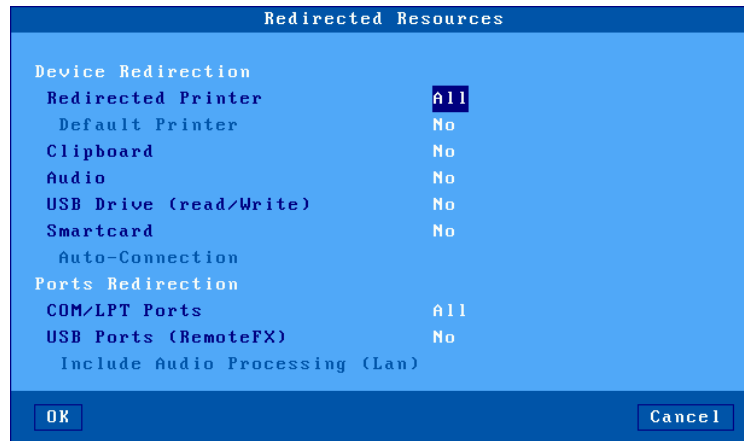 Redirected Resources
Device Redirection
Redirected Printer All
Default Printer No
Clipboard No
Audio No
USB Drive (read/Write) No
Smartcard No
Auto-Connection
Ports Redirection
COM/LPT Ports All
USB Ports (RemoteFX) No
Include Audio Processing (Lan)
OK Cancel